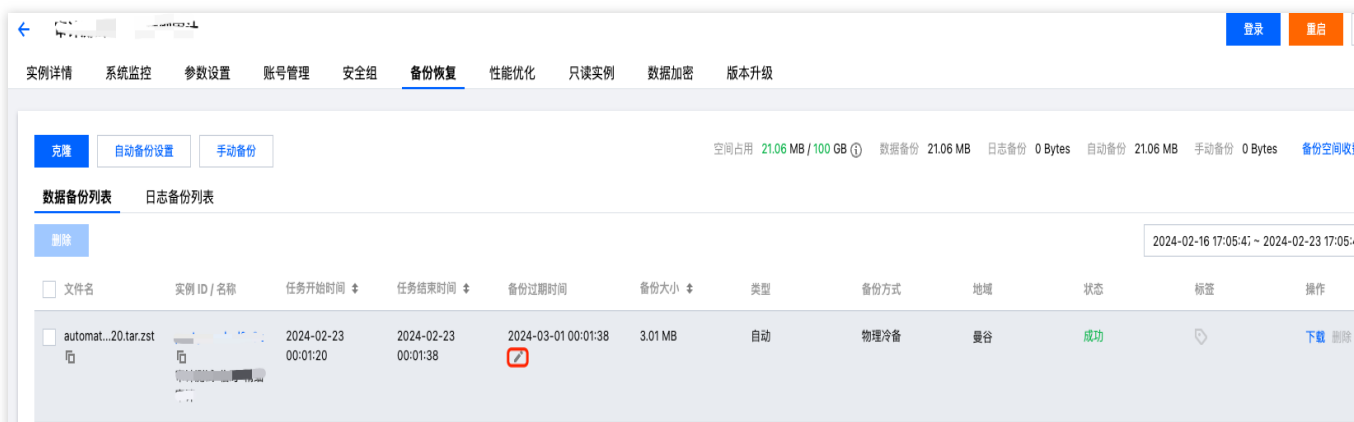 登录 重启
实例详情 系统监控 参数设置 账号管理 安全组 备份恢复 性能优化 只读实例 数据加密 版本升级
克隆 自动备份设置 手动备份 空间占用 21.06 MB / 100 GB 数据备份 21.06 MB 日志备份 0 Bytes 自动备份 21.06 MB 手动备份 0 Bytes 备份空间收
数据备份列表 日志备份列表
删除 2024-02-16 17:05:47 ~ 2024-02-23 17:05:
文件名 实例 ID / 名称 任务开始时间 任务结束时间 备份过期时间 备份大小 类型 备份方式 地域 状态 标签 操作
automat...20.tar.zst 2024-02-23 2024-02-23 2024-03-01 00:01:38 3.01 MB 自动 物理冷备 曼谷 成功 下载 删除
00:01:20 00:01:38